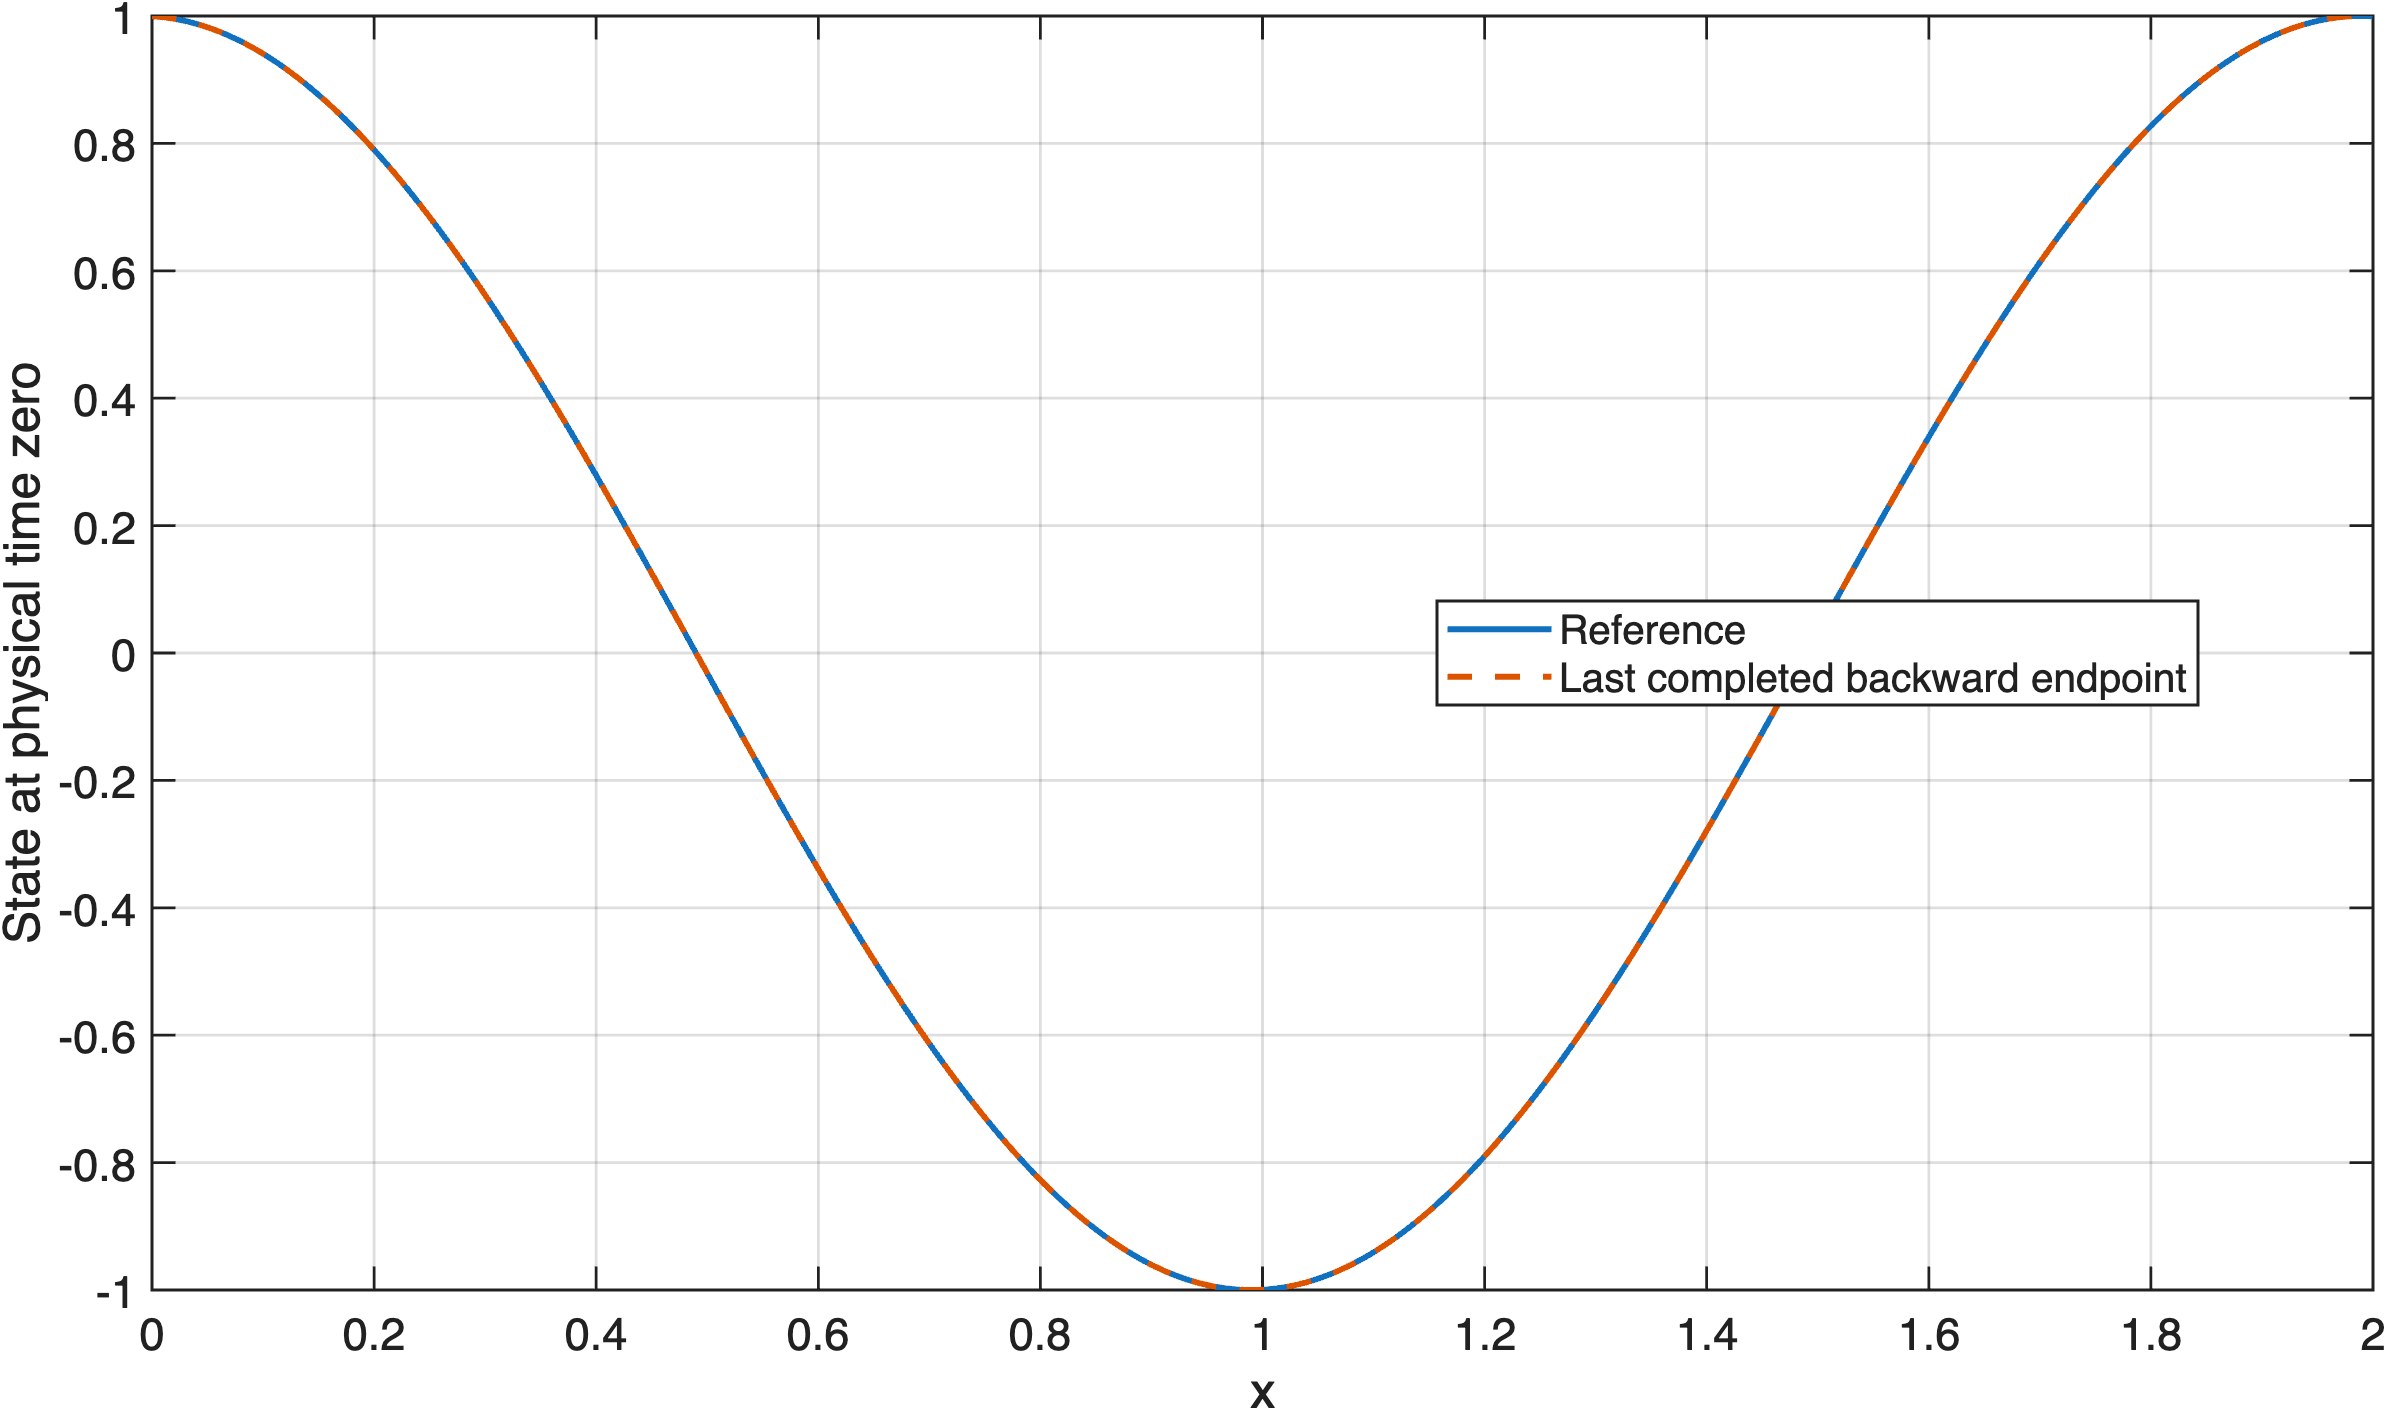 State at physical time zero
1
0.8
0.6
0.4
0.2
0
-0.2
-0.4
-0.6
-0.8
-1
Reference
Last completed backward endpoint
0 0.2 0.4 0.6 0.8 1 1.2 1.4 1.6 1.8 2
x